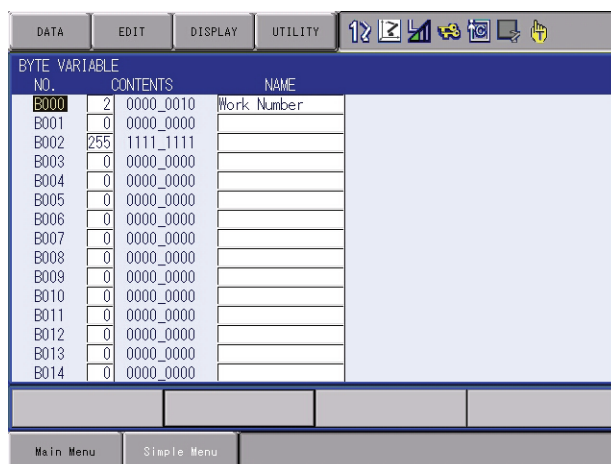 DATA EDIT DISPLAY UTILITY
BYTE VARIABLE
NO. CONTENTS NAME
B000 2 0000_0010 Work Number
B001 0 0000_0000
B002 255 1111_1111
B003 0 0000_0000
B004 0 0000_0000
B005 0 0000_0000
B006 0 0000_0000
B007 0 0000_0000
B008 0 0000_0000
B009 0 0000_0000
B010 0 0000_0000
B011 0 0000_0000
B012 0 0000_0000
B013 0 0000_0000
B014 0 0000_0000
Main Menu Simple Menu